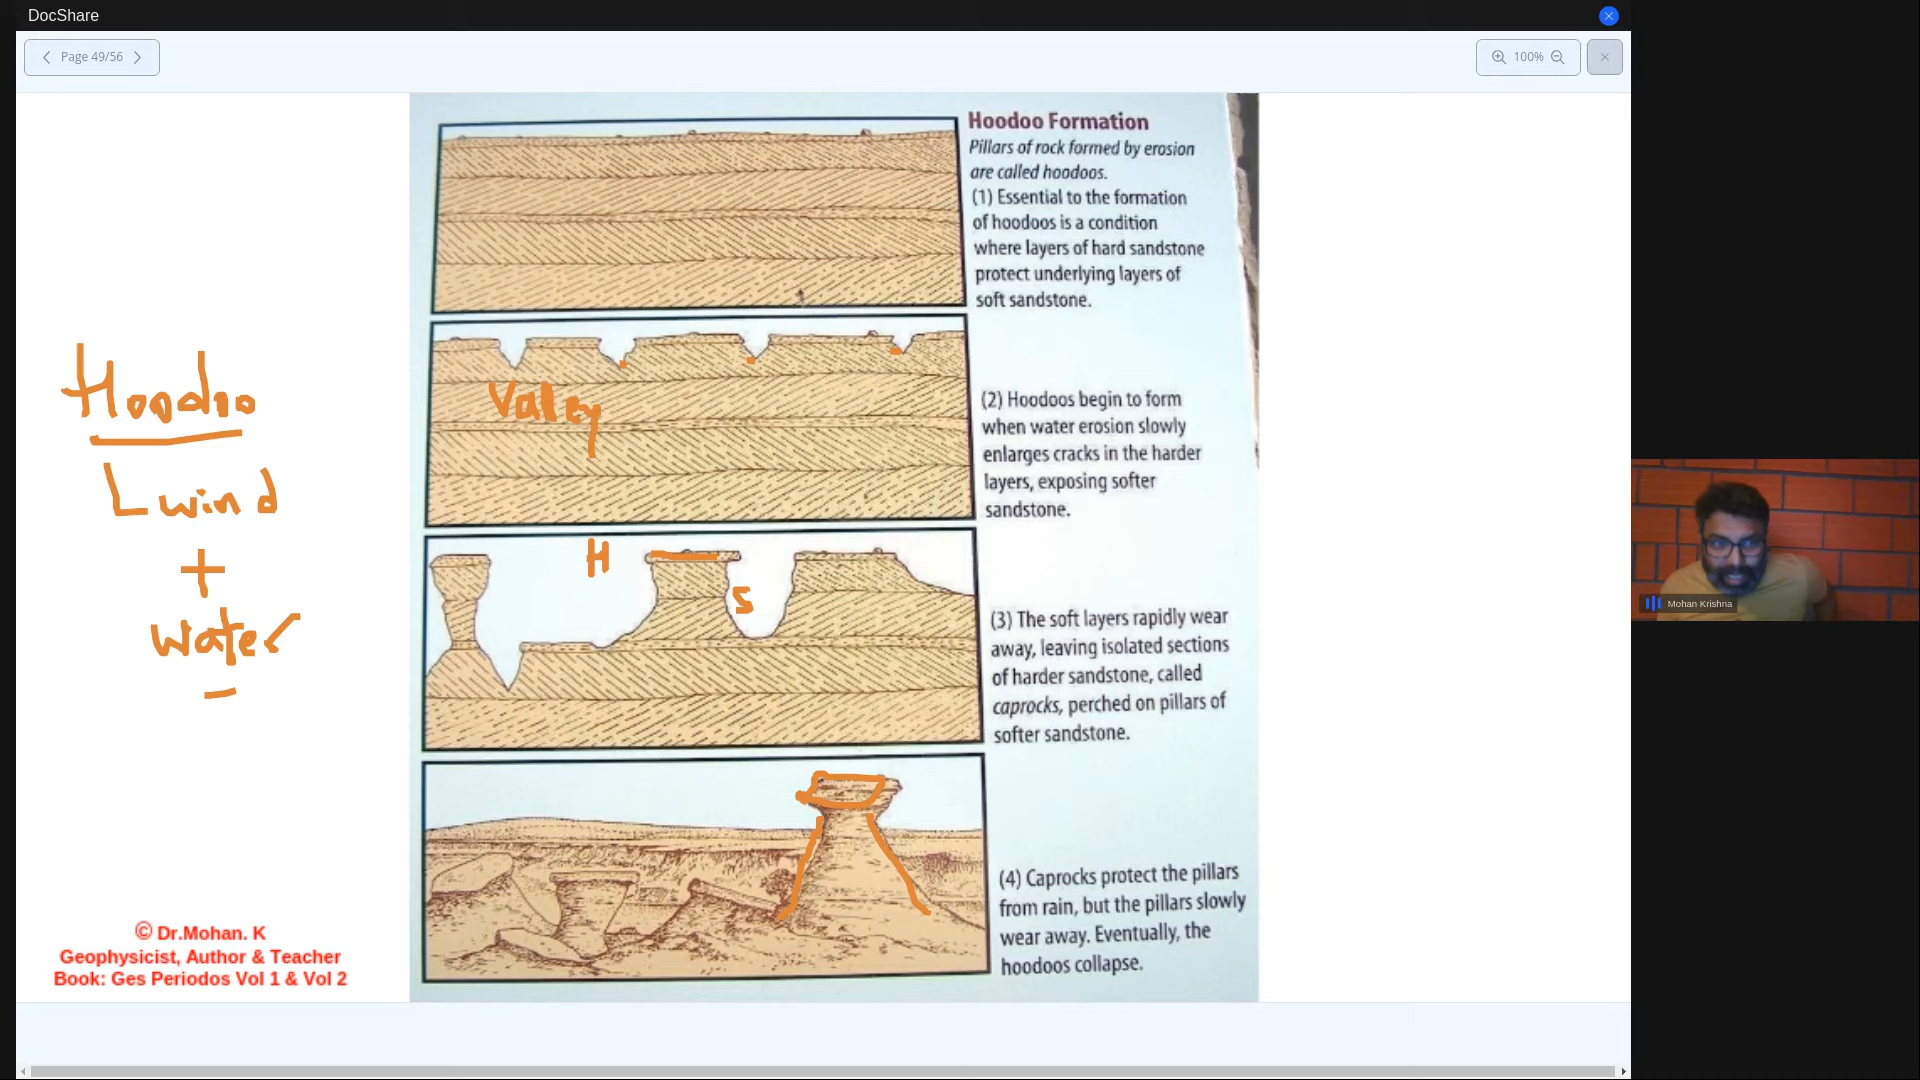 DocShare
Page 49/56
100%
Hoodoo Formation
Pillars of rock formed by erosion
are called hoodoos.
(1) Essential to the formation
of hoodoos is a condition
where layers of hard sandstone
protect underlying layers of
soft sandstone.
(2) Hoodoos begin to form
when water erosion slowly
enlarges cracks in the harder
layers, exposing softer
sandstone.
(3) The soft layers rapidly wear
away, leaving isolated sections
of harder sandstone, called
caprocks, perched on pillars of
softer sandstone.
(4) Caprocks protect the pillars
from rain, but the pillars slowly
wear away. Eventually, the
hoodoos collapse.
Valey
H
S
Hoodoo
wind
+
Water
© Dr.Mohan. K
Geophysicist, Author & Teacher
Book: Ges Periodos Vol 1 & Vol 2
Mohan Krishna